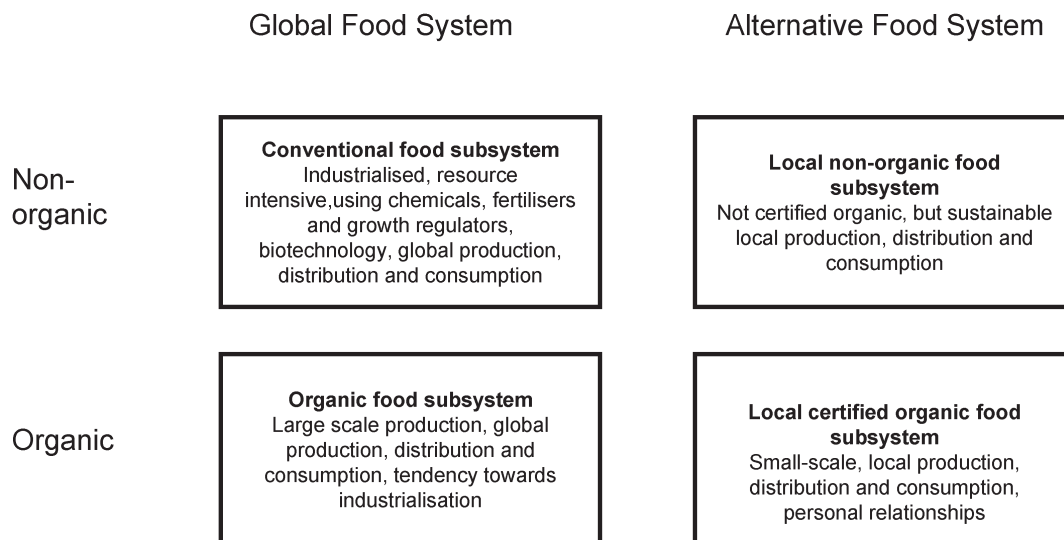 Global Food System
Alternative Food System
Non-
organic
Conventional food subsystem
Industrialised, resource
intensive,using chemicals, fertilisers
and growth regulators,
biotechnology, global production,
distribution and consumption
Local non-organic food
subsystem
Not certified organic, but sustainable
local production, distribution and
consumption
Organic
Organic food subsystem
Large scale production, global
production, distribution and
consumption, tendency towards
industrialisation
Local certified organic food
subsystem
Small-scale, local production,
distribution and consumption,
personal relationships